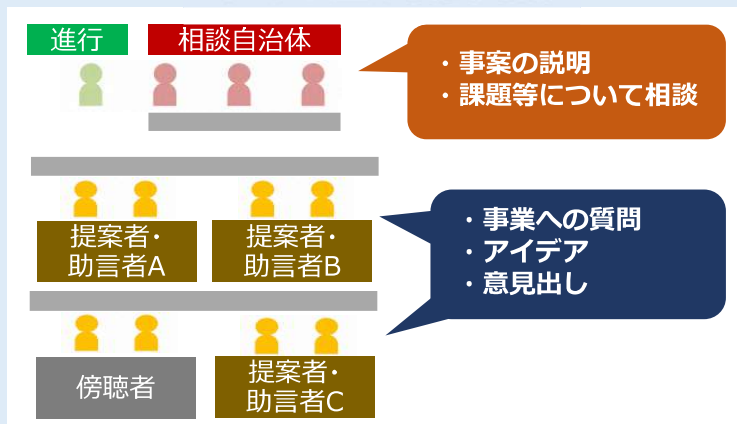 進行
相談自治体
・事案の説明
・課題等について相談
提案者・
助言者A
提案者・
助言者B
・事業への質問
・アイデア
・意見出し
傍聴者
提案者・
助言者C